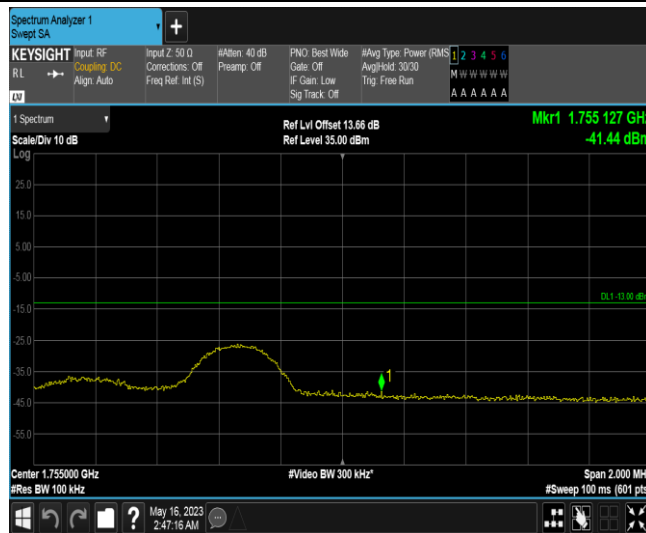 Spectrum Analyzer 1
Swept SA
+
KEYSIGHT
RL
LXI
Input: RF
Coupling: DC
Align: Auto
Input Z: 50 Ω
Corrections: Off
Freq Ref: Int (S)
#Atten: 40 dB
Preamp: Off
PNO: Best Wide
Gate: Off
IF Gain: Low
Sig Track: Off
#Avg Type: Power (RMS
Avg|Hold: 30/30
Trig: Free Run
1 2 3 4 5 6
M W W W W W
A A A A A A
1 Spectrum
Scale/Div 10 dB
Ref Lvl Offset 13.66 dB
Ref Level 35.00 dBm
Mkr1 1.755 127 GHz
-41.44 dBm
Log
25.0
15.0
5.00
-5.00
-15.0
-25.0
-35.0
-45.0
-55.0
DL1 -13.00 dBm
1
Center 1.755000 GHz
#Res BW 100 kHz
#Video BW 300 kHz*
Span 2.000 MH
#Sweep 100 ms (601 pts
?
May 16, 2023
2:47:16 AM